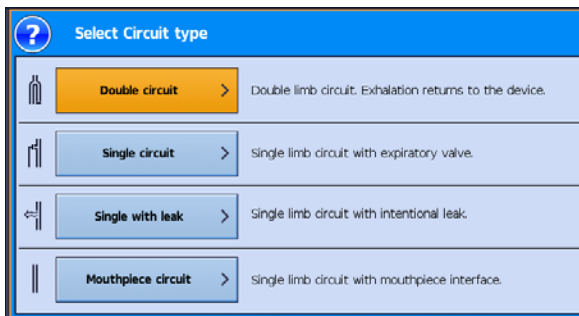 ? Select Circuit type
Double circuit > Double limb circuit. Exhalation returns to the device.
Single circuit > Single limb circuit with expiratory valve.
Single with leak > Single limb circuit with intentional leak.
Mouthpiece circuit > Single limb circuit with mouthpiece interface.